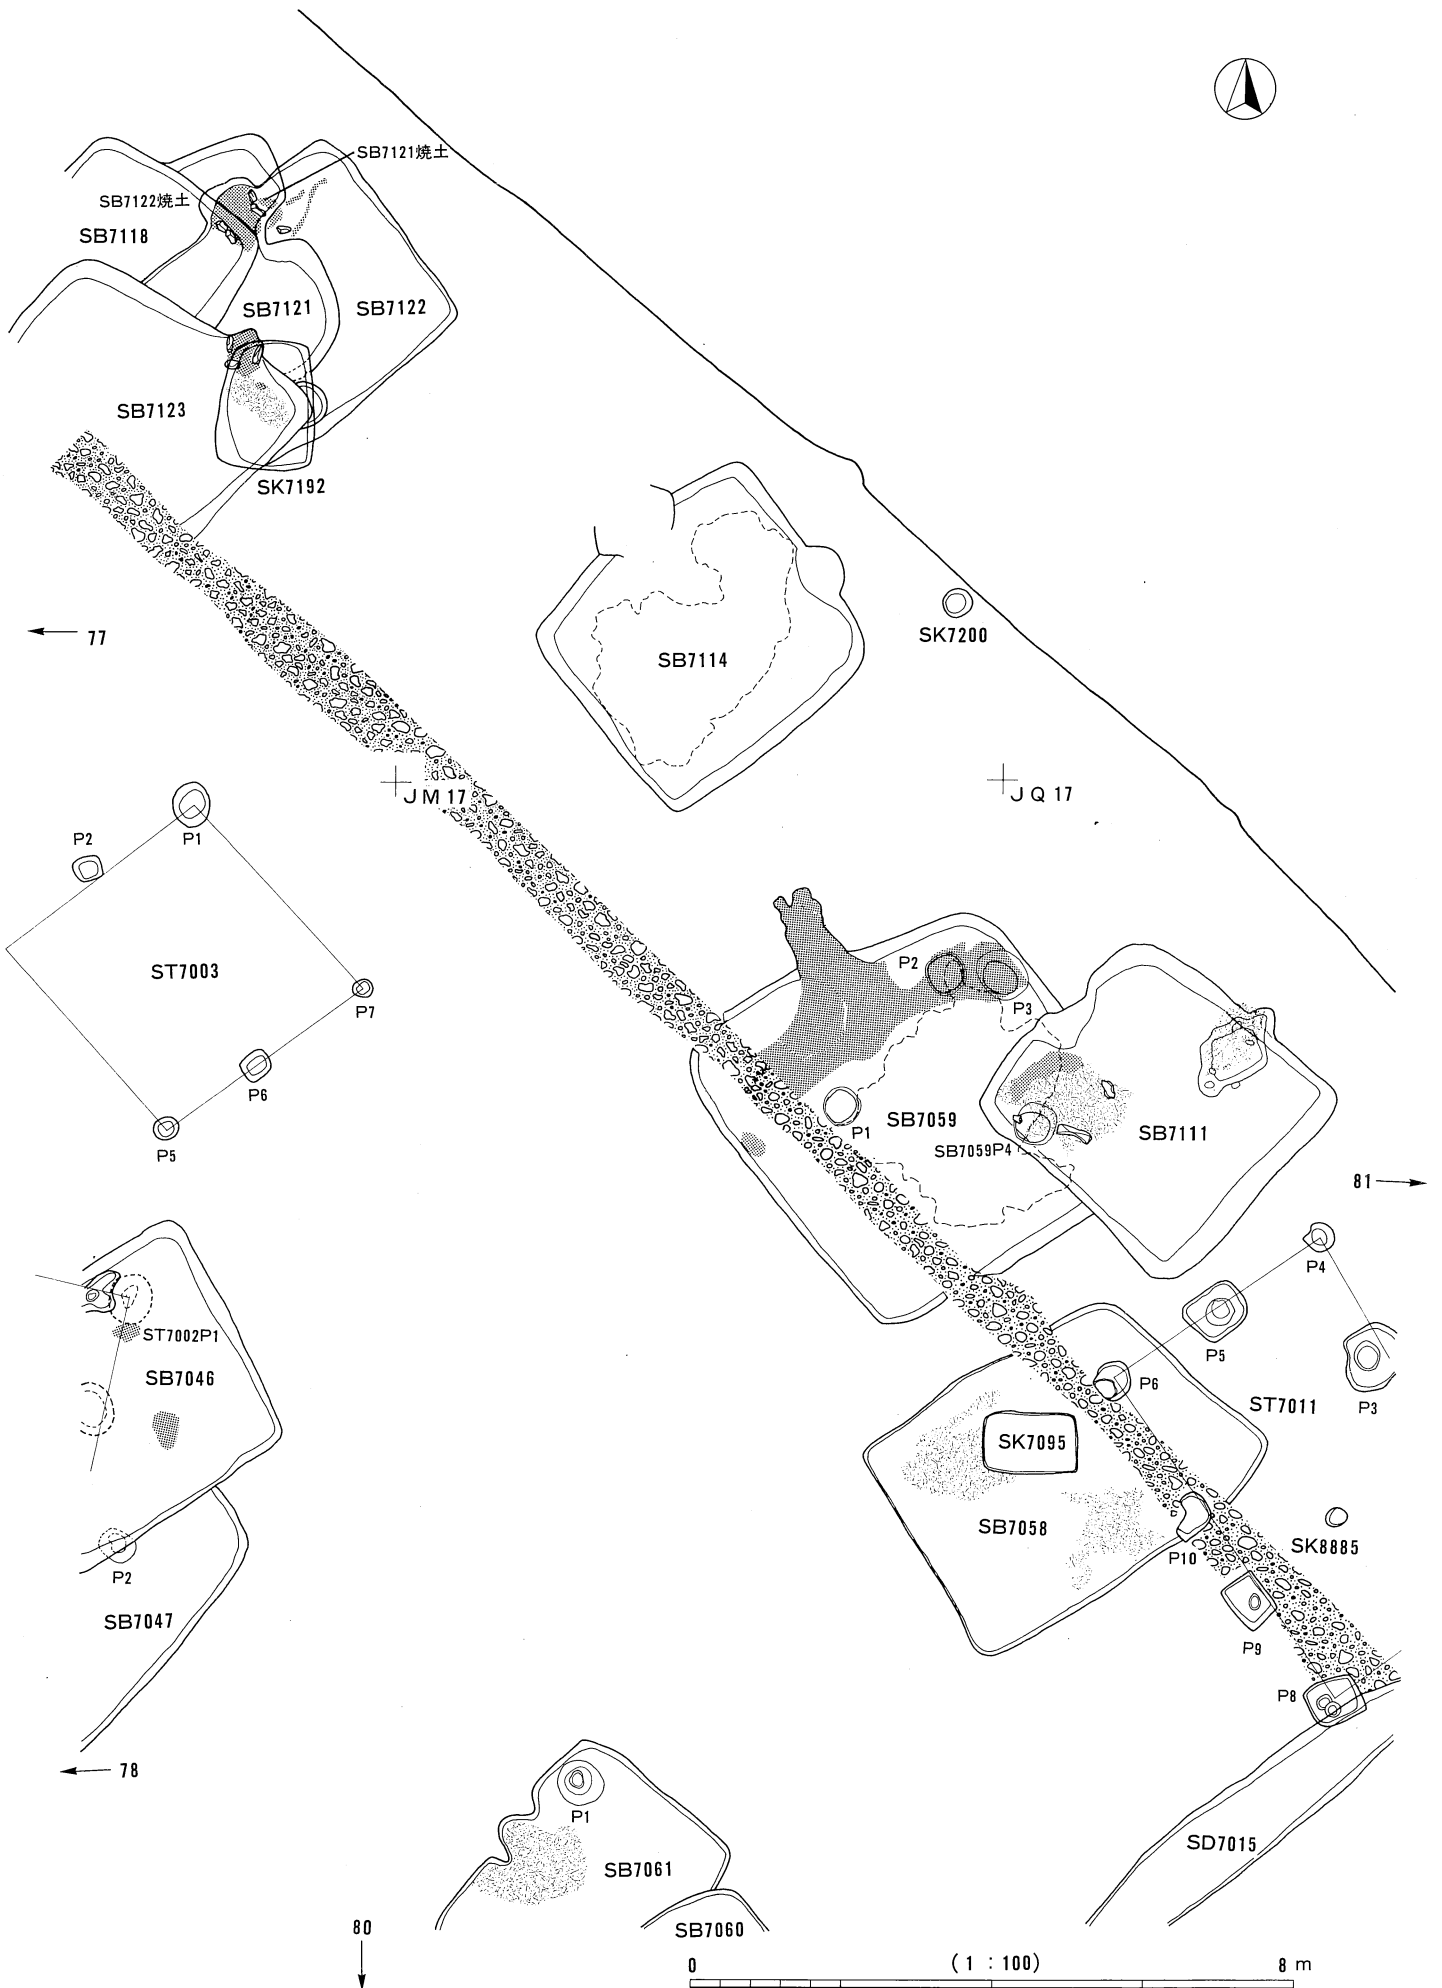 SB7121焼土
SB7122焼土
SB7118
SB7121
SB7122
SB7123
SK7192
77
SB7114
SK7200
JM17
JQ17
P2
P1
ST7003
P7
P6
P5
P2
P3
P1
SB7059
SB7059P4
SB7111
81
P4
P5
P6
ST7011
P3
ST7002P1
SB7046
SK7095
SB7058
P10
SK8885
P2
SB7047
P9
P8
78
P1
SB7061
SD7015
SB7060
80
0
(1 : 100)
8 m